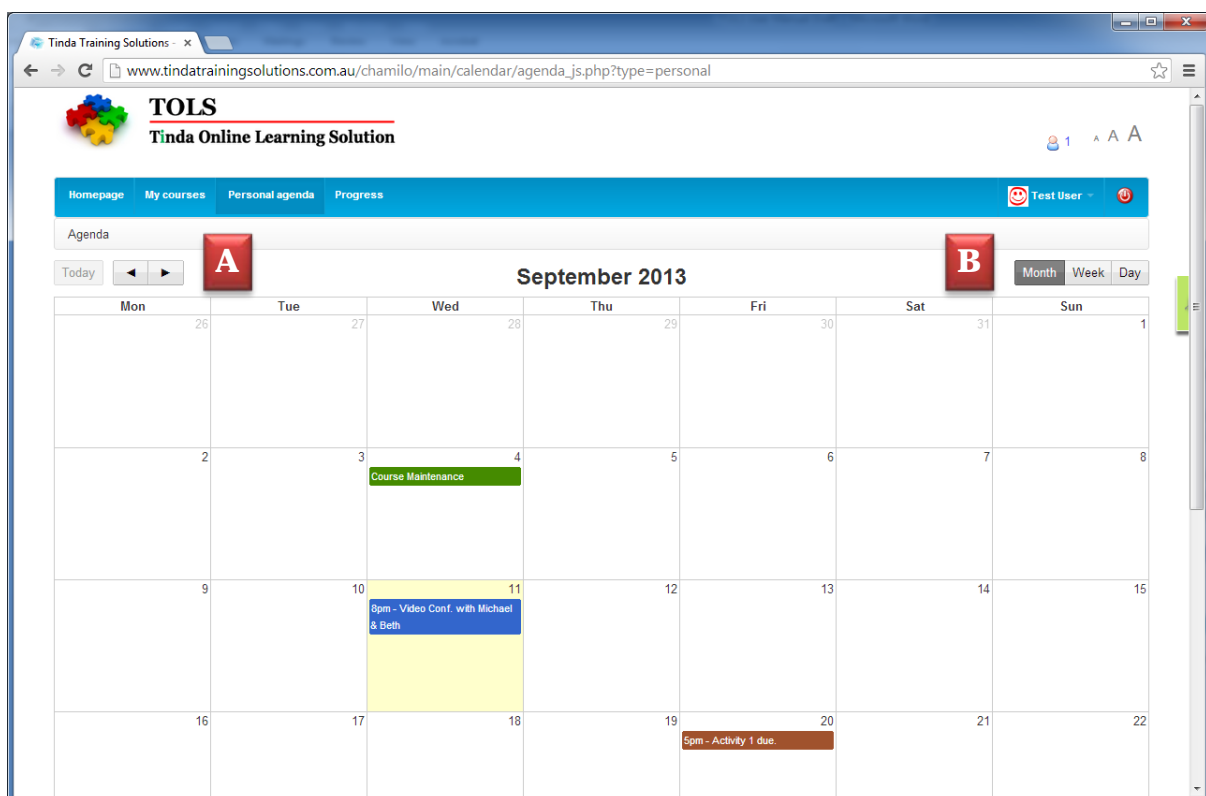 Tinda Training Solutions -
www.tindatrainingsolutions.com.au/chamilo/main/calendar/agenda_js.php?type=personal
TOLS
Tinda Online Learning Solution
1 A A A
Homepage My courses Personal agenda Progress Test User
Agenda
Today A September 2013 B Month Week Day
Mon Tue Wed Thu Fri Sat Sun
26 27 28 29 30 31 1
2 3 4 5 6 7 8
Course Maintenance
9 10 11 12 13 14 15
8pm - Video Conf. with Michael
& Beth
16 17 18 19 20 21 22
5pm - Activity 1 due.